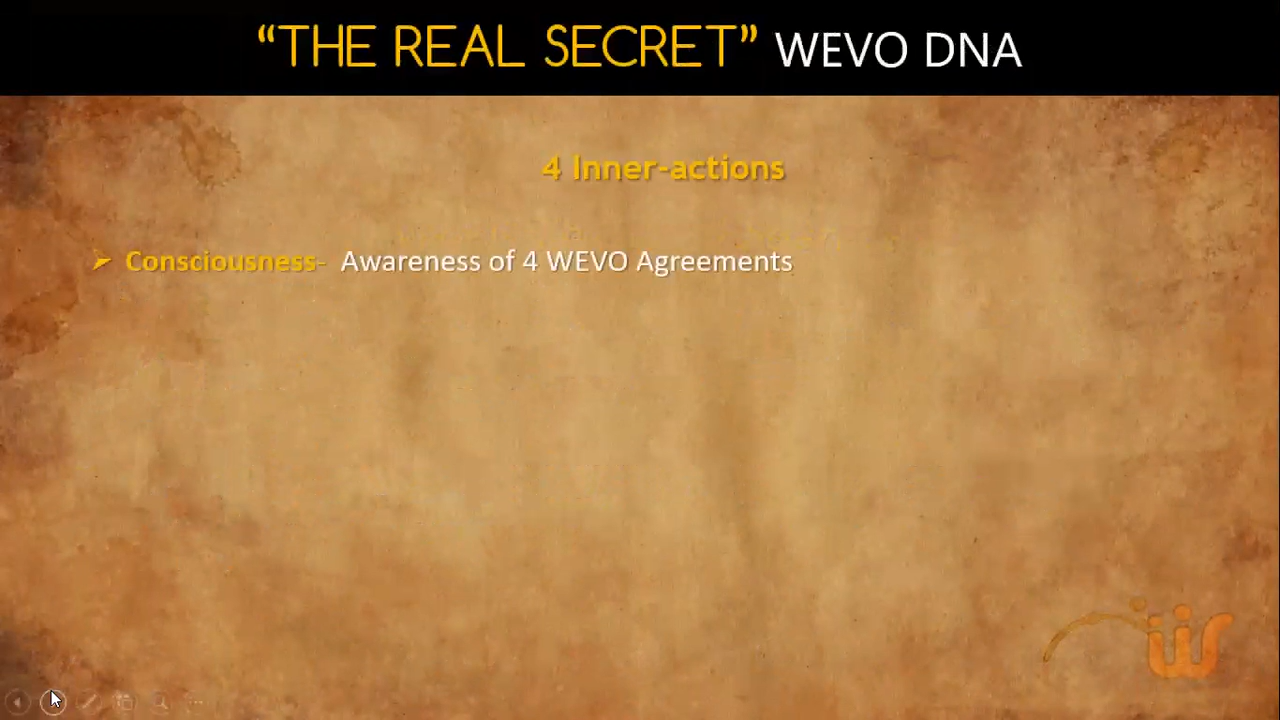 “THE REAL SECRET” WEVO DNA
4 Inner-actions
➢ Consciousness- Awareness of 4 WEVO Agreements